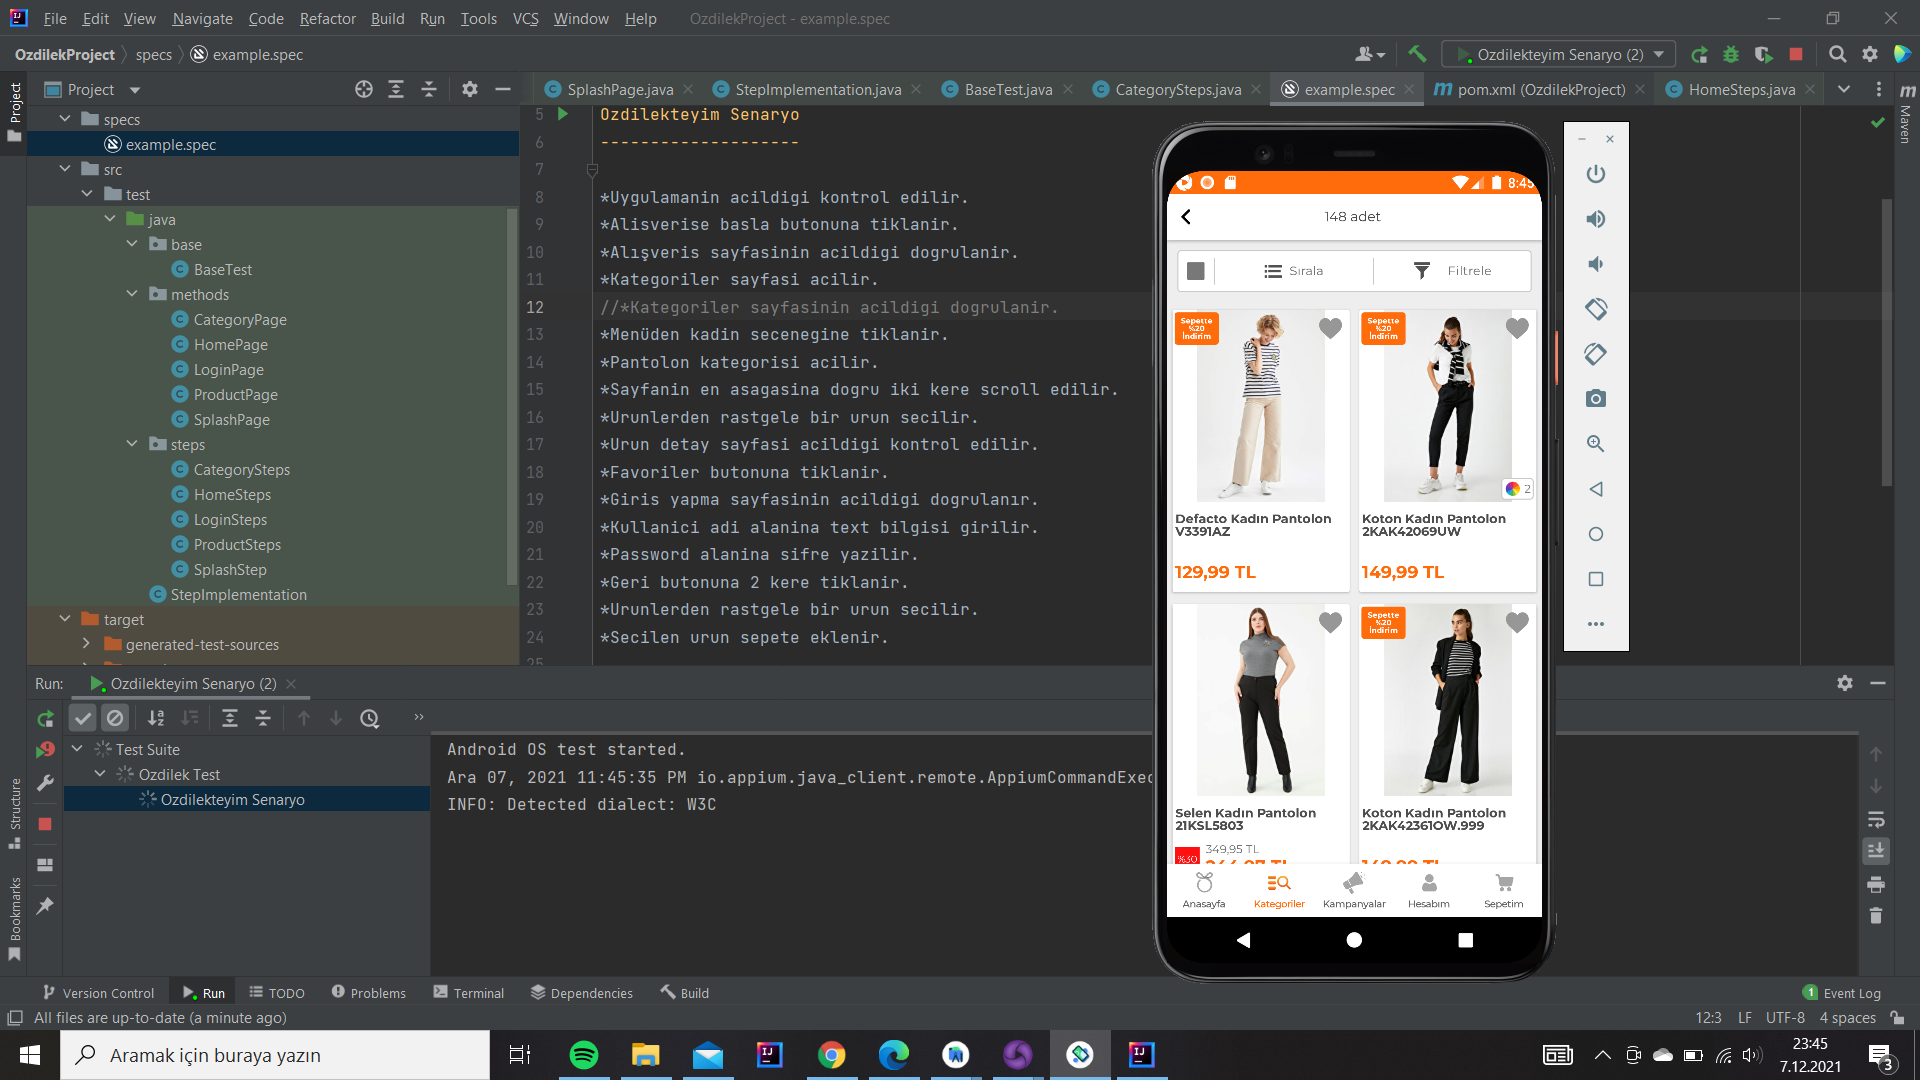 File Edit View Navigate Code Refactor Build Run Tools VCS Window Help OzdilekProject - example.spec
OzdilekProject specs example.spec
Ozdilekteyim Senaryo (2)
Project
SplashPage.java StepImplementation.java BaseTest.java CategorySteps.java example.spec pom.xml (OzdilekProject) HomeSteps.java
Project
Maven
specs
example.spec
src
test
java
base
BaseTest
methods
CategoryPage
HomePage
LoginPage
ProductPage
SplashPage
steps
CategorySteps
HomeSteps
LoginSteps
ProductSteps
SplashStep
StepImplementation
target
generated-test-sources
5 Ozdilekteyim Senaryo
6 --------------------
7
8 *Uygulamanin acildigi kontrol edilir.
9 *Alisverise basla butonuna tiklanir.
10 *Alışveris sayfasinin acildigi dogrulanir.
11 *Kategoriler sayfasi acilir.
12 //*Kategoriler sayfasinin acildigi dogrulanir.
13 *Menüden kadin secenegine tiklanir.
14 *Pantolon kategorisi acilir.
15 *Sayfanin en asagasina dogru iki kere scroll edilir.
16 *Urunlerden rastgele bir urun secilir.
17 *Urun detay sayfasi acildigi kontrol edilir.
18 *Favoriler butonuna tiklanir.
19 *Giris yapma sayfasinin acildigi dogrulanır.
20 *Kullanici adi alanina text bilgisi girilir.
21 *Password alanina sifre yazilir.
22 *Geri butonuna 2 kere tiklanir.
23 *Urunlerden rastgele bir urun secilir.
24 *Secilen urun sepete eklenir.
25
8:45
148 adet
Sırala Filtrele
Sepette %20 İndirim
Sepette %20 İndirim
2
Defacto Kadın Pantolon V3391AZ
129,99 TL
Koton Kadın Pantolon 2KAK42069UW
149,99 TL
Sepette %20 İndirim
Selen Kadın Pantolon 21KSL5803
%30 349,95 TL
Koton Kadın Pantolon 2KAK42361OW.999
Anasayfa Kategoriler Kampanyalar Hesabım Sepetim
Run: Ozdilekteyim Senaryo (2)
Test Suite
Ozdilek Test
Ozdilekteyim Senaryo
Android OS test started.
Ara 07, 2021 11:45:35 PM io.appium.java_client.remote.AppiumCommandExec
INFO: Detected dialect: W3C
Structure
Bookmarks
Version Control Run TODO Problems Terminal Dependencies Build 1 Event Log
All files are up-to-date (a minute ago) 12:3 LF UTF-8 4 spaces
Aramak için buraya yazın
23:45
7.12.2021
3